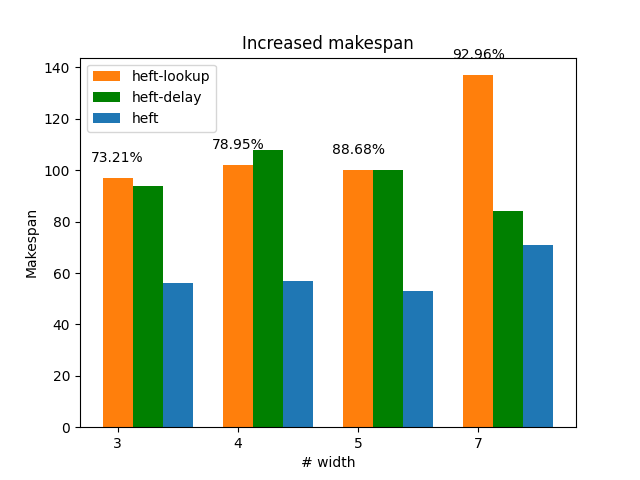 Increased makespan
92.96%
heft-lookup
heft-delay
heft
73.21%
78.95%
88.68%
Makespan
140
120
100
80
60
40
20
0
3
4
5
7
# width